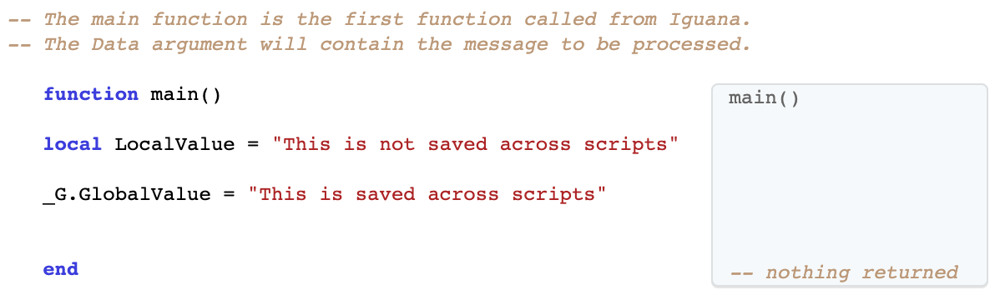 -- The main function is the first function called from Iguana.
-- The Data argument will contain the message to be processed.
function main()
main()
local LocalValue = "This is not saved across scripts"
_G.GlobalValue = "This is saved across scripts"
end
-- nothing returned